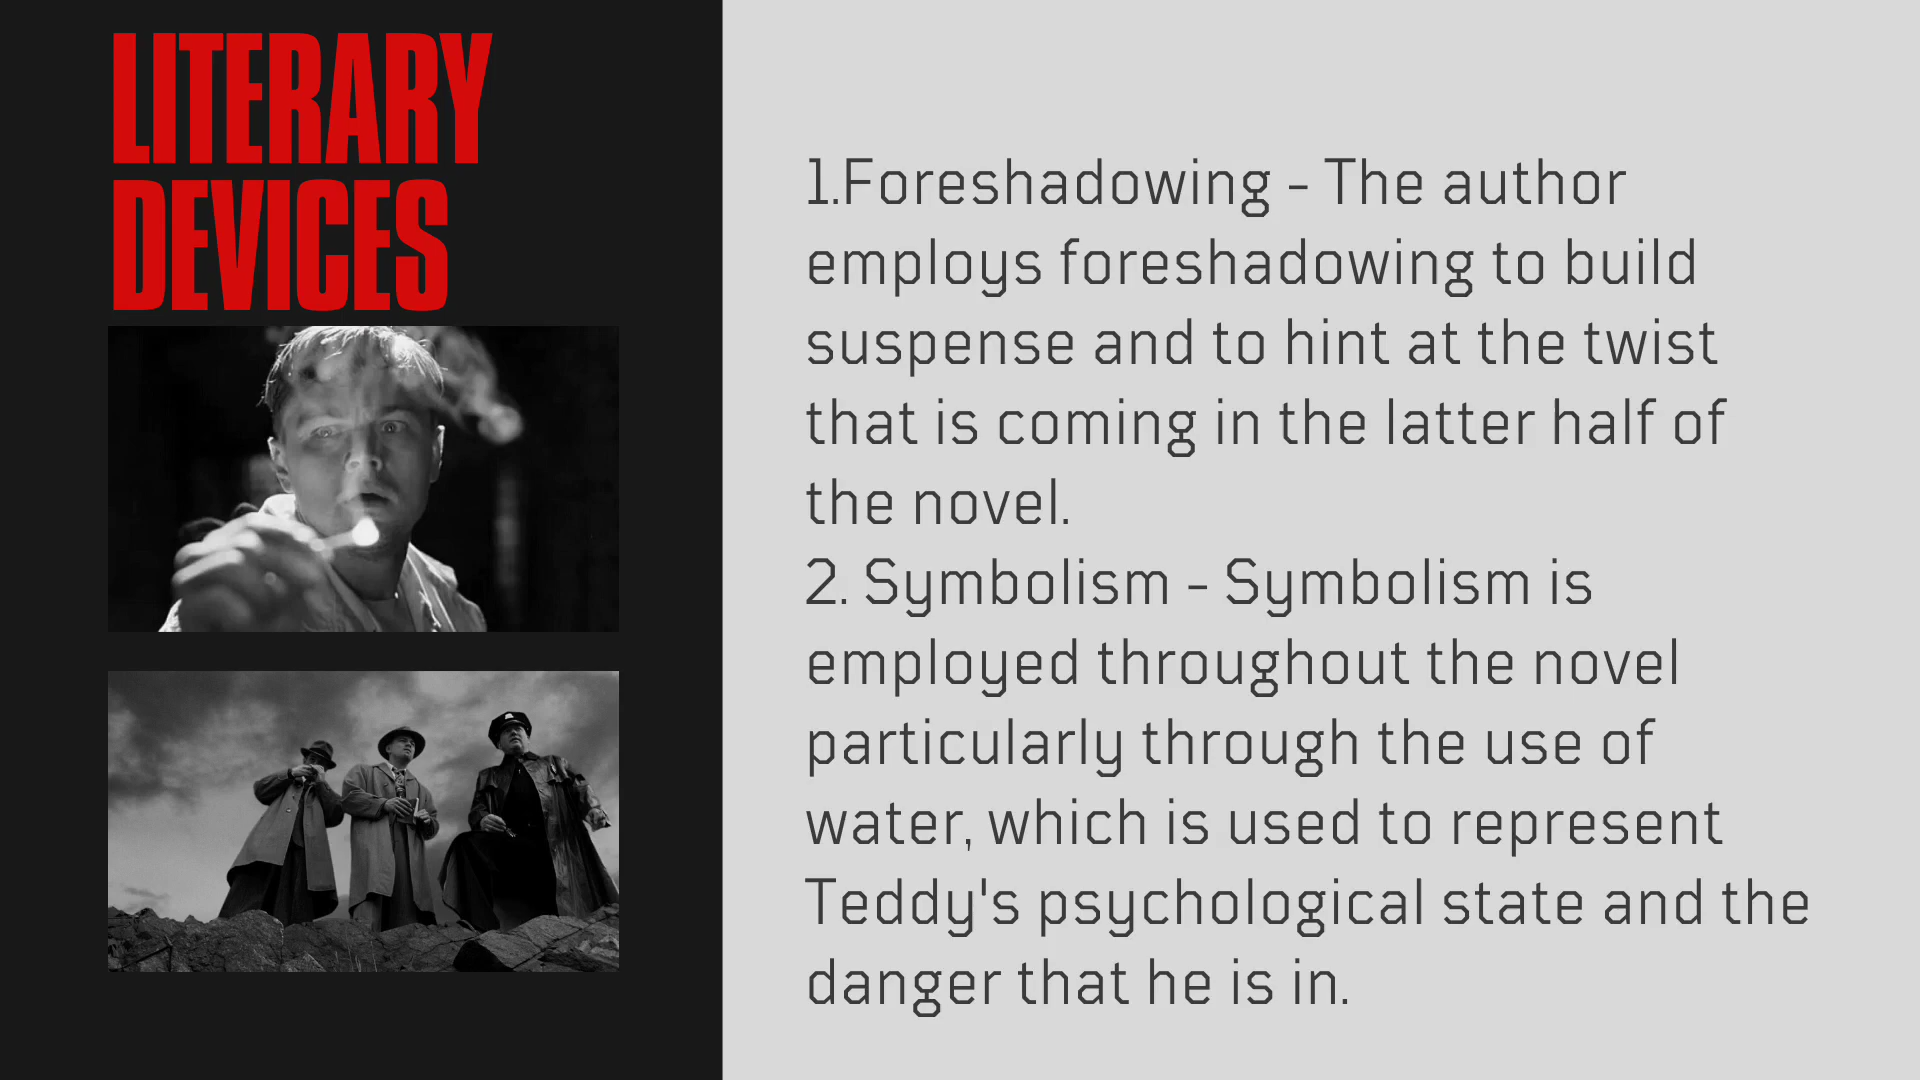 LITERARY
DEVICES
1.Foreshadowing - The author
employs foreshadowing to build
suspense and to hint at the twist
that is coming in the latter half of
the novel.
2. Symbolism - Symbolism is
employed throughout the novel
particularly through the use of
water, which is used to represent
Teddy's psychological state and the
danger that he is in.